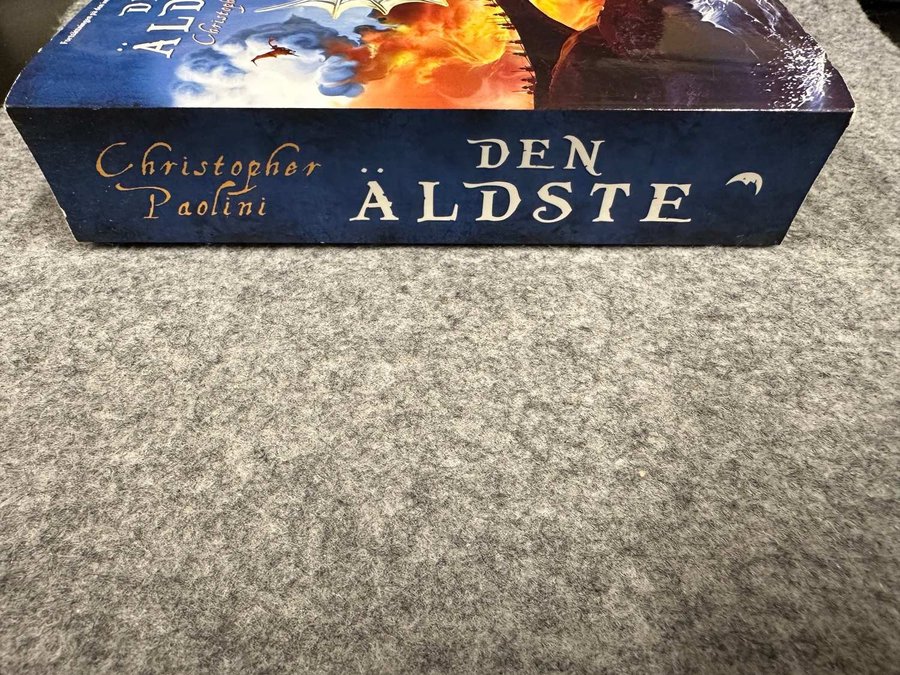 Christopher
Paolini
DEN
ÄLDSTE